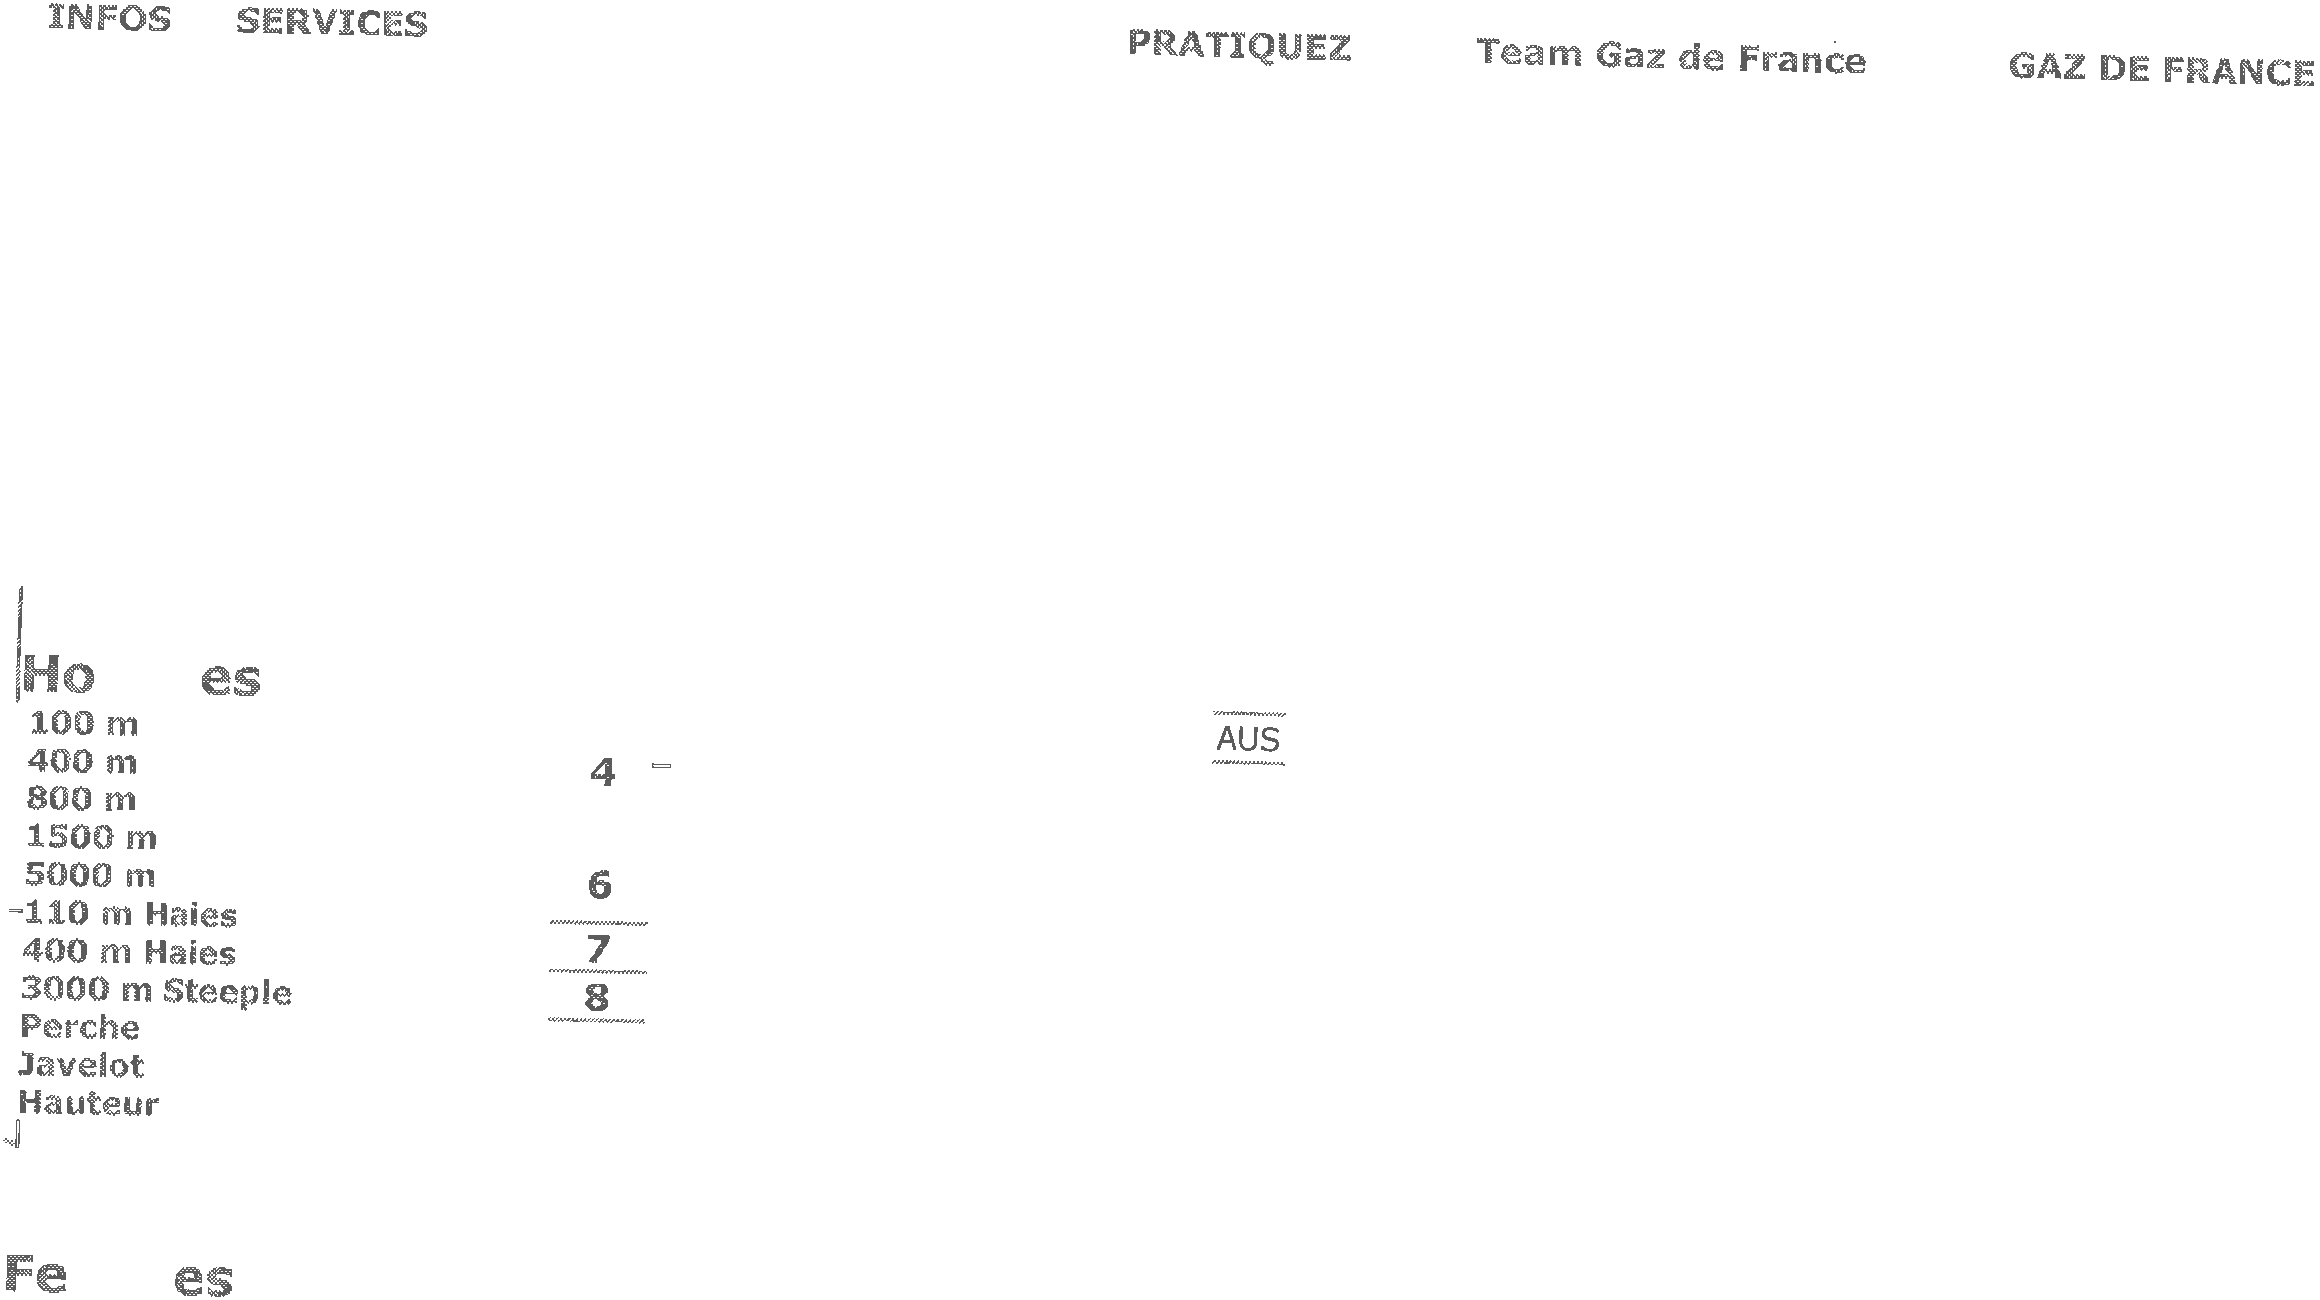 INFOS SERVICES PRATIQUEZ Team Gaz de France GAZ DE FRANCE
Ho es
100 m
AUS
400 m 4
800 m
1500 m
5000 m 6
110 m Haies
400 m Haies 7
3000 m Steeple 8
Perche
Javelot
Hauteur
Fe es